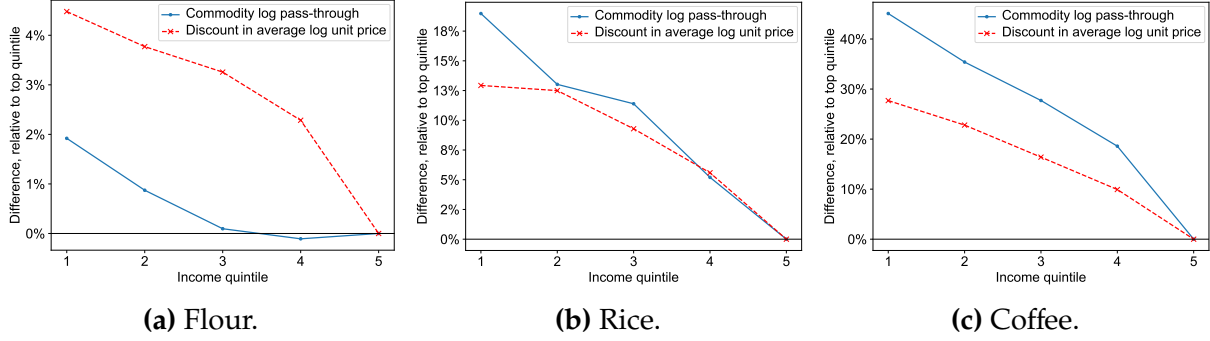 Difference, relative to top quintile
4%
3%
2%
1%
0%
Commodity log pass-through
Discount in average log unit price
1 2 3 4 5
Income quintile
(a) Flour.
Difference, relative to top quintile
18%
15%
13%
10%
8%
5%
2%
0%
Commodity log pass-through
Discount in average log unit price
1 2 3 4 5
Income quintile
(b) Rice.
Difference, relative to top quintile
40%
30%
20%
10%
0%
Commodity log pass-through
Discount in average log unit price
1 2 3 4 5
Income quintile
(c) Coffee.